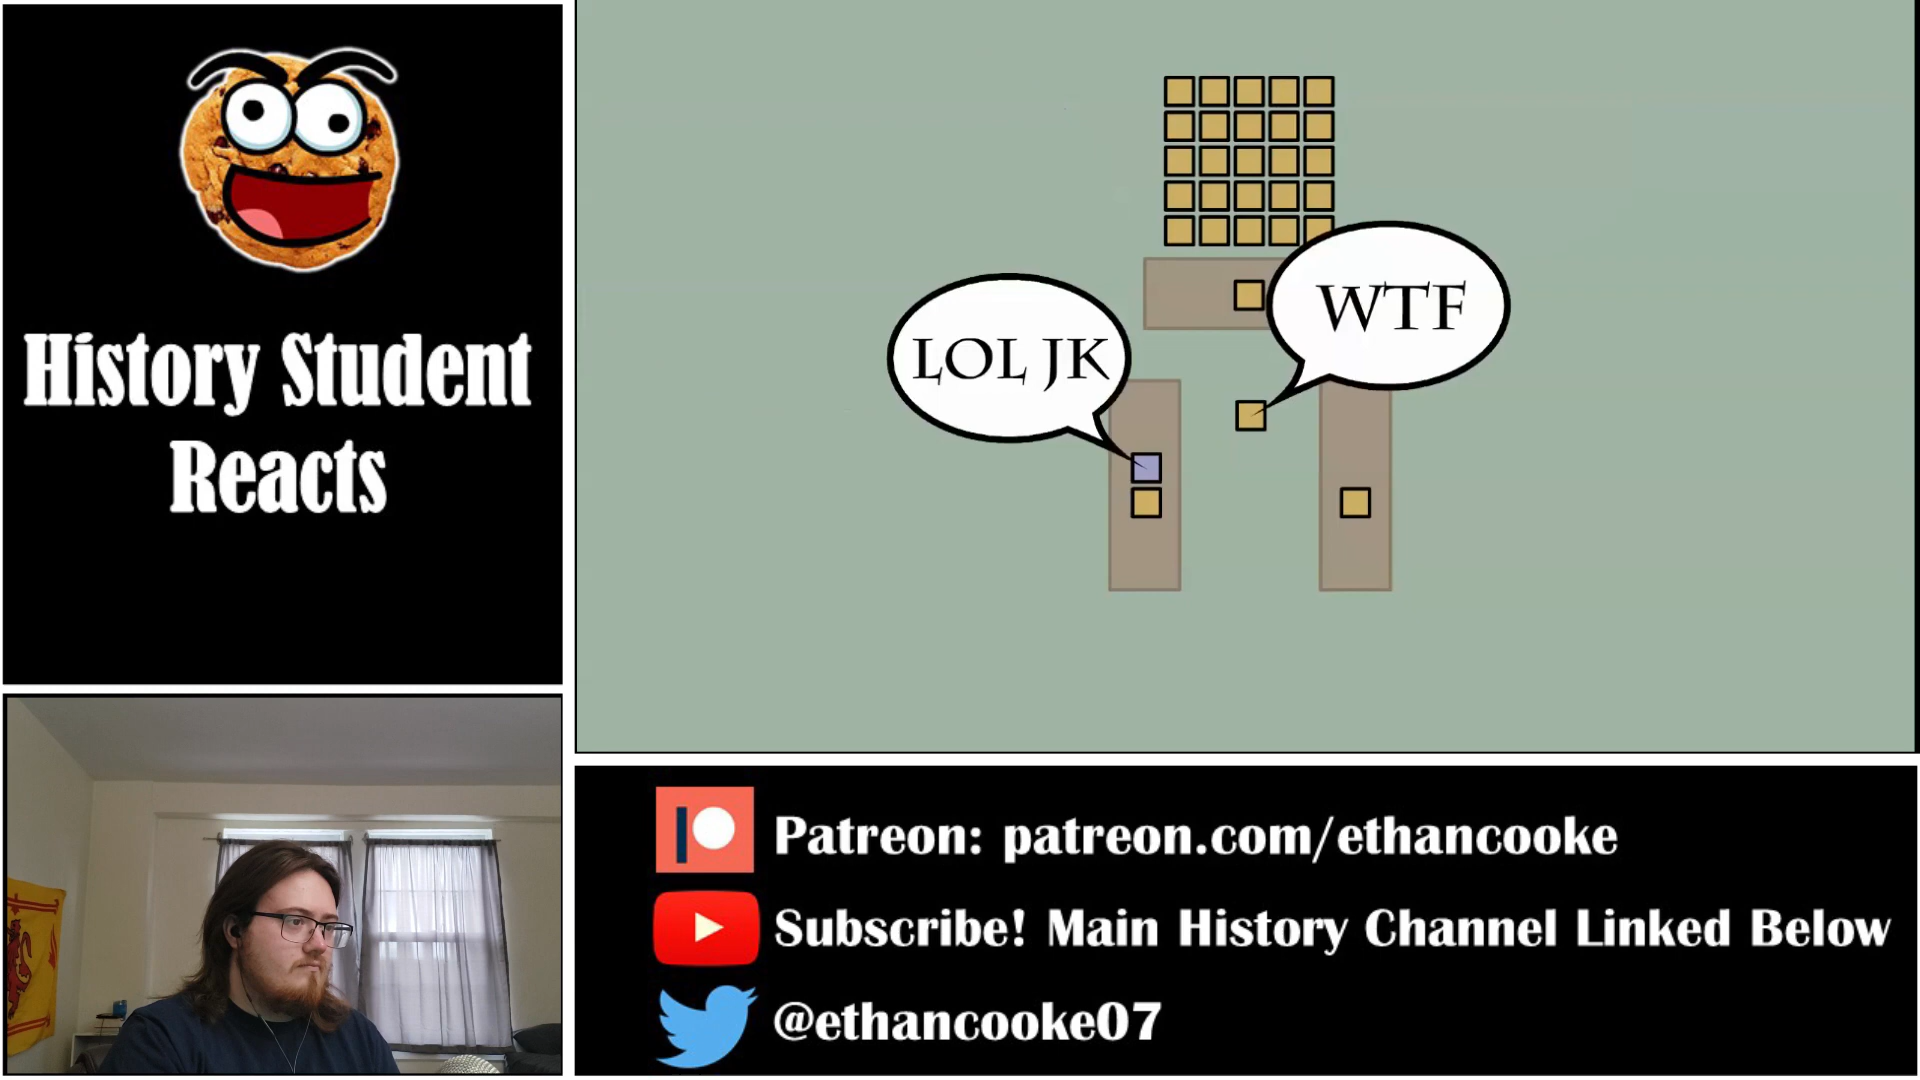 History Student
Reacts
LOL JK
WTF
Patreon: patreon.com/ethancooke
Subscribe! Main History Channel Linked Below
@ethancooke07